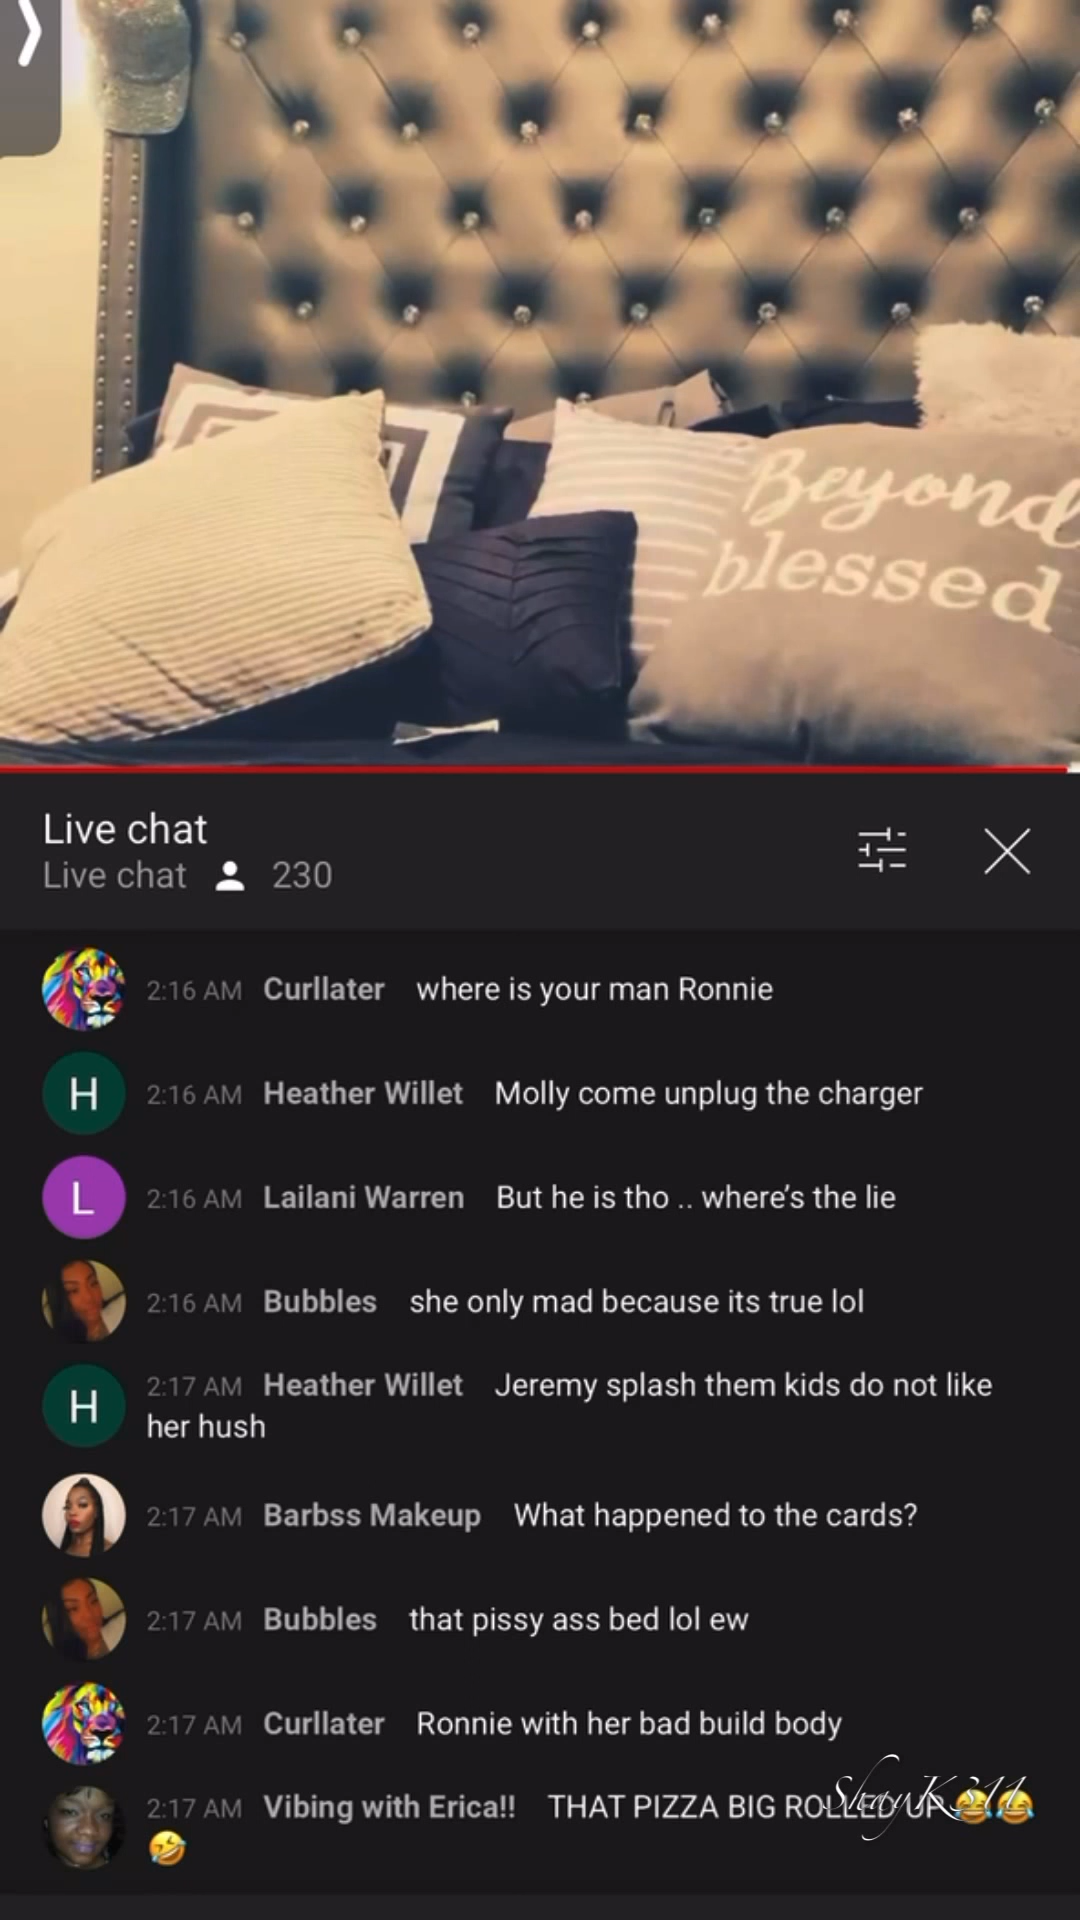 Beyond
blessed
Live chat
Live chat 230
2:16 AM Curllater where is your man Ronnie
H 2:16 AM Heather Willet Molly come unplug the charger
L 2:16 AM Lailani Warren But he is tho .. where’s the lie
2:16 AM Bubbles she only mad because its true lol
H 2:17 AM Heather Willet Jeremy splash them kids do not like
her hush
2:17 AM Barbss Makeup What happened to the cards?
2:17 AM Bubbles that pissy ass bed lol ew
2:17 AM Curllater Ronnie with her bad build body
2:17 AM Vibing with Erica!! THAT PIZZA BIG ROLLED UP 😂😂
🤣
ShayK311